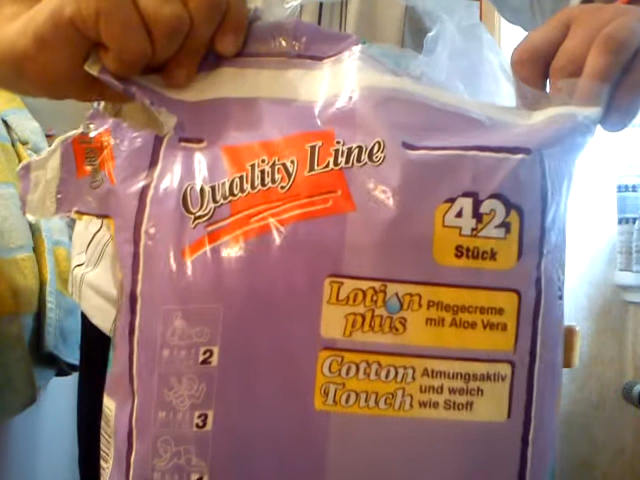 Quality Line
42
Stück
Lotion
plus
Pflegecreme
mit Aloe Vera
Cotton
Touch
Atmungsaktiv
und weich
wie Stoff
MINI
2
3